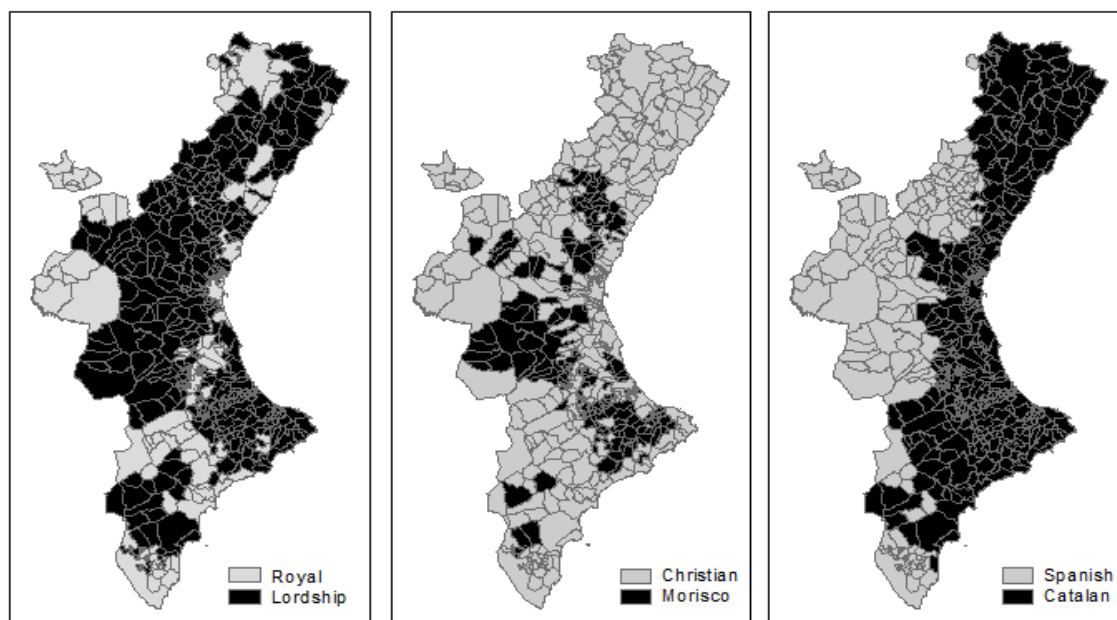 Royal
Lordship
Christian
Morisco
Spanish
Catalan